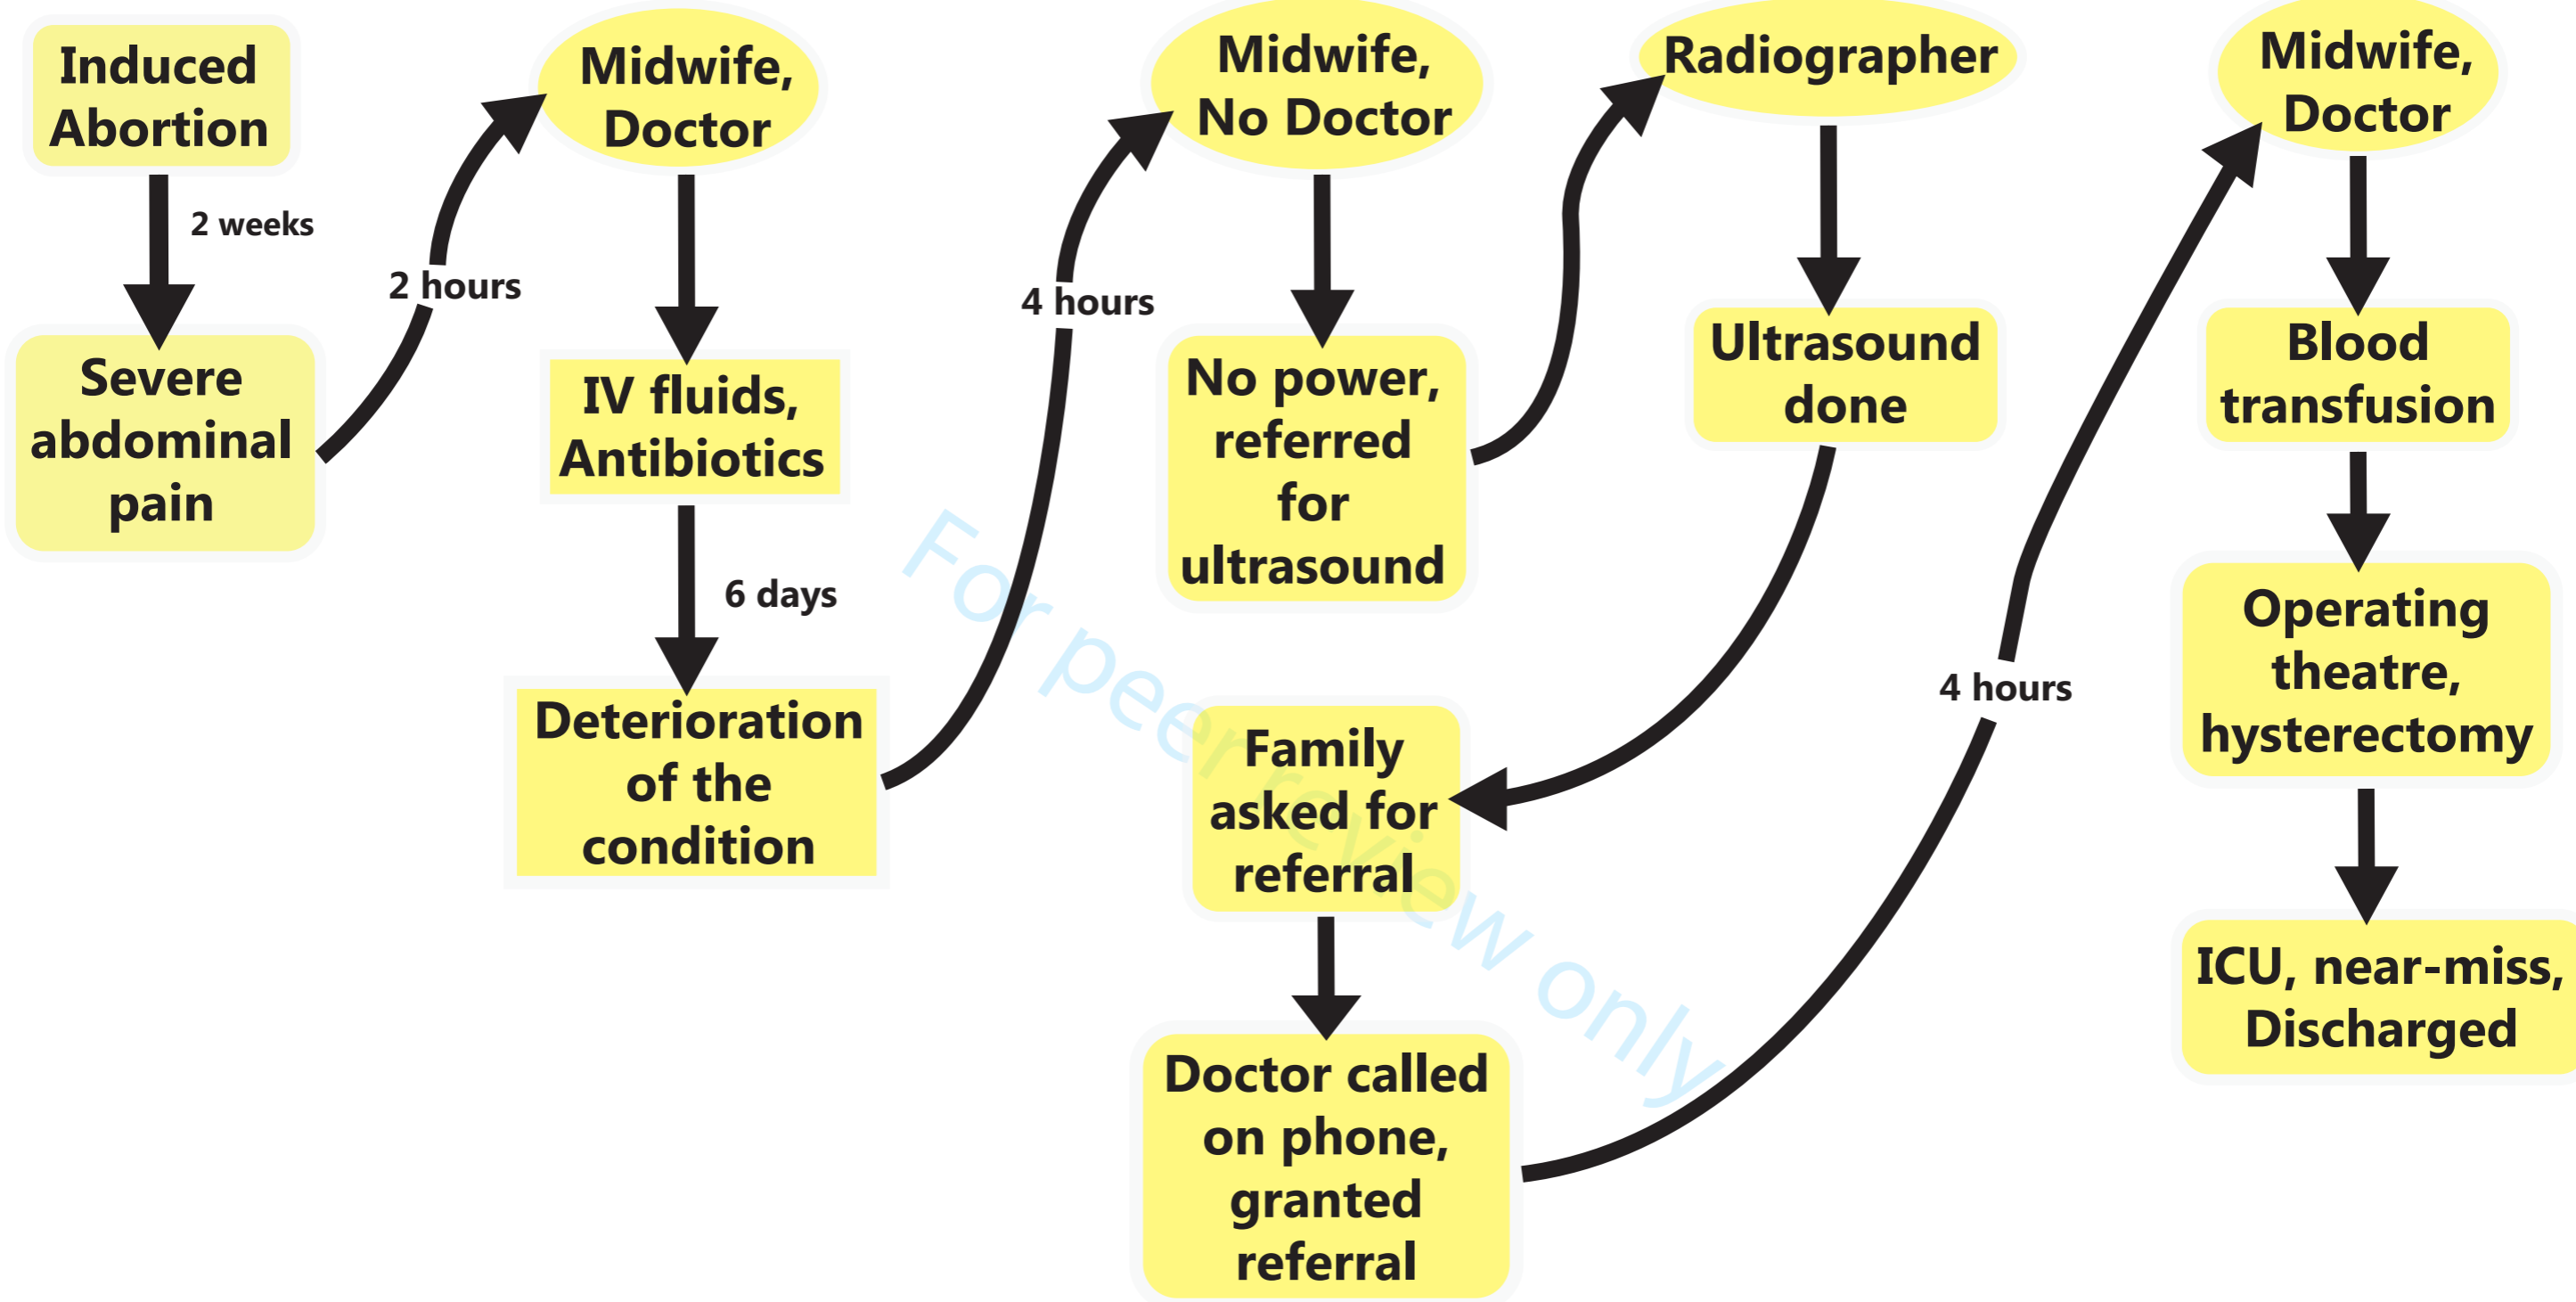 Induced
Abortion
2 weeks
Severe
abdominal
pain
2 hours
Midwife,
Doctor
IV fluids,
Antibiotics
6 days
Deterioration
of the
condition
4 hours
Midwife,
No Doctor
No power,
referred
for
ultrasound
Radiographer
Ultrasound
done
Family
asked for
referral
Doctor called
on phone,
granted
referral
4 hours
Midwife,
Doctor
Blood
transfusion
Operating
theatre,
hysterectomy
ICU, near-miss,
Discharged
For peer review only